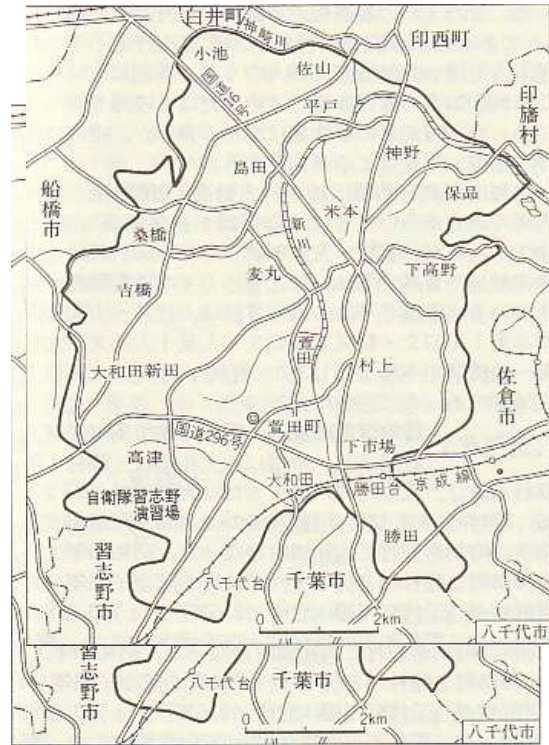 白井町
神崎川
印西町
小池
佐山
国道16号
平戸
印旛村
神野
島田
保品
船橋市
米本
桑橋
新川
下高野
麦丸
吉橋
萱田
村上
大和田新田
佐倉市
萱田町
国道296号
下市場
高津
大和田
京成線
勝田台
自衛隊習志野
演習場
勝田
習志野市
八千代台
千葉市
0 2km
八千代市
習志野市
八千代台
千葉市
0 2km
八千代市